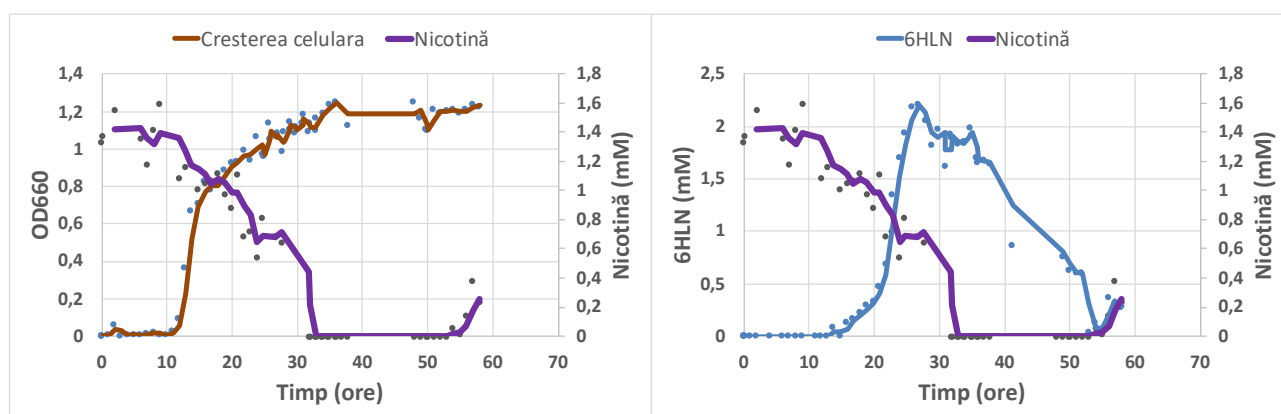 Cresterea celulara Nicotină
1,4 1,8
1,2 1,6
1 1,4
0,8 1,2
0,6 1
0,4 0,8
0,2 0,6
0 0,4
0,2
0
OD660
Nicotină (mM)
0 10 20 30 40 50 60 70
Timp (ore)
6HLN Nicotină
2,5 1,8
2 1,6
1,5 1,4
1 1,2
0,5 1
0 0,8
0,6
0,4
0,2
0
6HLN (mM)
Nicotină (mM)
0 10 20 30 40 50 60 70
Timp (ore)